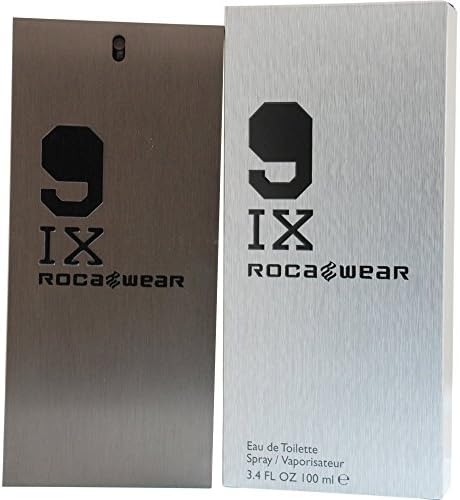 9
IX
ROCAWEAR
9
IX
ROCAWEAR
Eau de Toilette
Spray / Vaporisateur
3.4 FL OZ 100 ml ℮